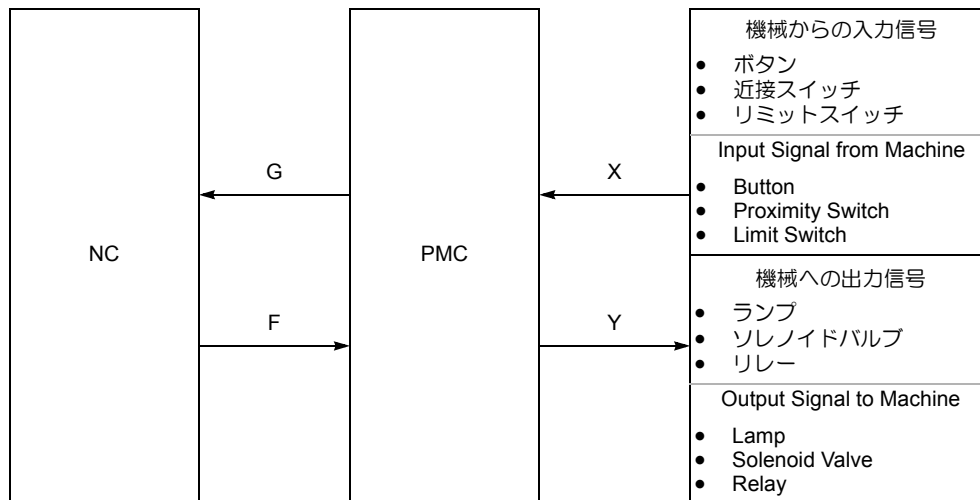 NC
G
F
PMC
X
Y
機械からの入力信号
● ボタン
● 近接スイッチ
● リミットスイッチ
Input Signal from Machine
● Button
● Proximity Switch
● Limit Switch
機械への出力信号
● ランプ
● ソレノイドバルブ
● リレー
Output Signal to Machine
● Lamp
● Solenoid Valve
● Relay